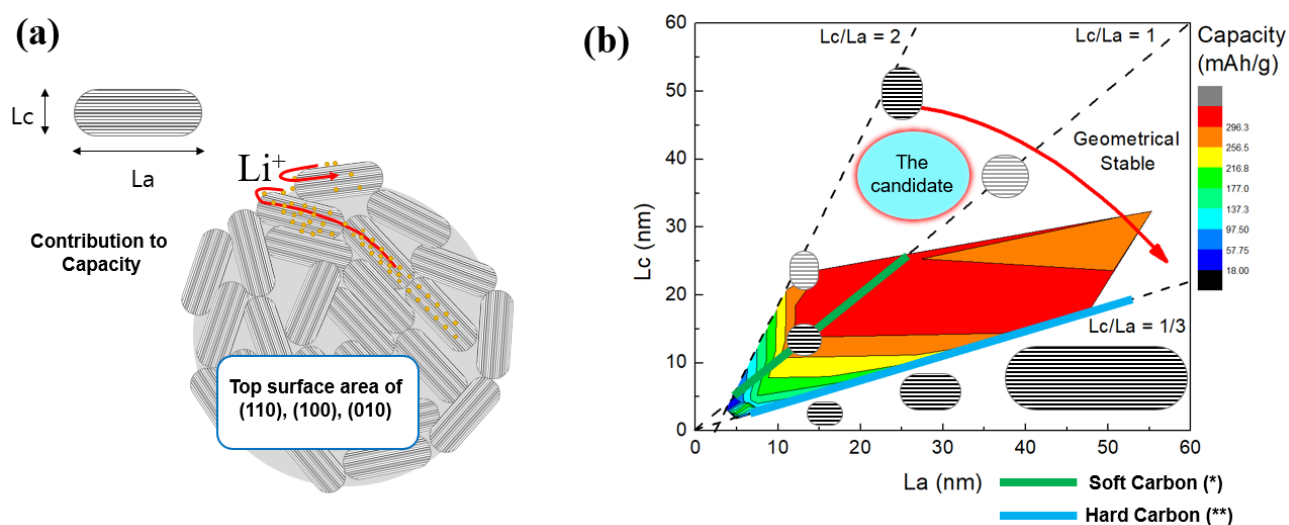 (a)
Lc
La
Li+
Contribution to
Capacity
Top surface area of
(110), (100), (010)
(b)
60
50
40
30
20
10
0
Lc (nm)
0 10 20 30 40 50 60
La (nm)
Lc/La = 2
Lc/La = 1
Geometrical
Stable
The
candidate
Lc/La = 1/3
Capacity
(mAh/g)
296.3
256.5
216.8
177.0
137.3
97.50
57.75
18.00
Soft Carbon (*)
Hard Carbon (**)